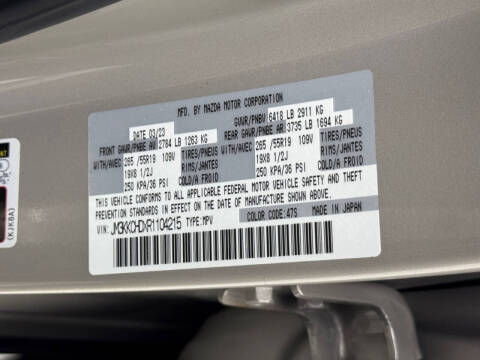 MFD. BY MAZDA MOTOR CORPORATION
DATE 03/23
GVWR/PNBV 6418 LB 2911 KG
FRONT GAWR/PNBE AV 2784 LB 1263 KG
REAR GAWR/PNBE AR 3735 LB 1694 KG
WITH/AVEC 265 /55R19 109V TIRES/PNEUS WITH/AVEC 265 /55R19 109V TIRES/PNEUS
19X8 1/2J RIMS/JANTES 19X8 1/2J RIMS/JANTES
250 KPA/36 PSI COLD/A FROID 250 KPA/36 PSI COLD/A FROID
THIS VEHICLE CONFORMS TO ALL APPLICABLE FEDERAL MOTOR VEHICLE SAFETY AND THEFT
PREVENTION STANDARDS IN EFFECT ON THE DATE OF MANUFACTURE SHOWN ABOVE.
COLOR CODE:47S MADE IN JAPAN
VIN: JM3KKCHDXR1104215 TYPE:MPV
(KJK8A)